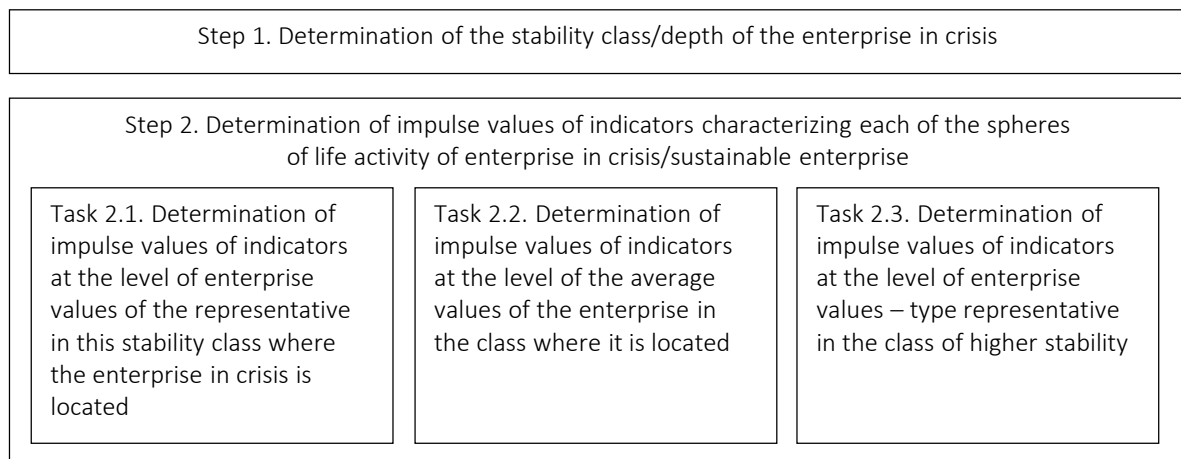 Step 1. Determination of the stability class/depth of the enterprise in crisis
Step 2. Determination of impulse values of indicators characterizing each of the spheres
of life activity of enterprise in crisis/sustainable enterprise
Task 2.1. Determination of
impulse values of indicators
at the level of enterprise
values of the representative
in this stability class where
the enterprise in crisis is
located
Task 2.2. Determination of
impulse values of indicators
at the level of the average
values of the enterprise in
the class where it is located
Task 2.3. Determination of
impulse values of indicators
at the level of enterprise
values – type representative
in the class of higher stability